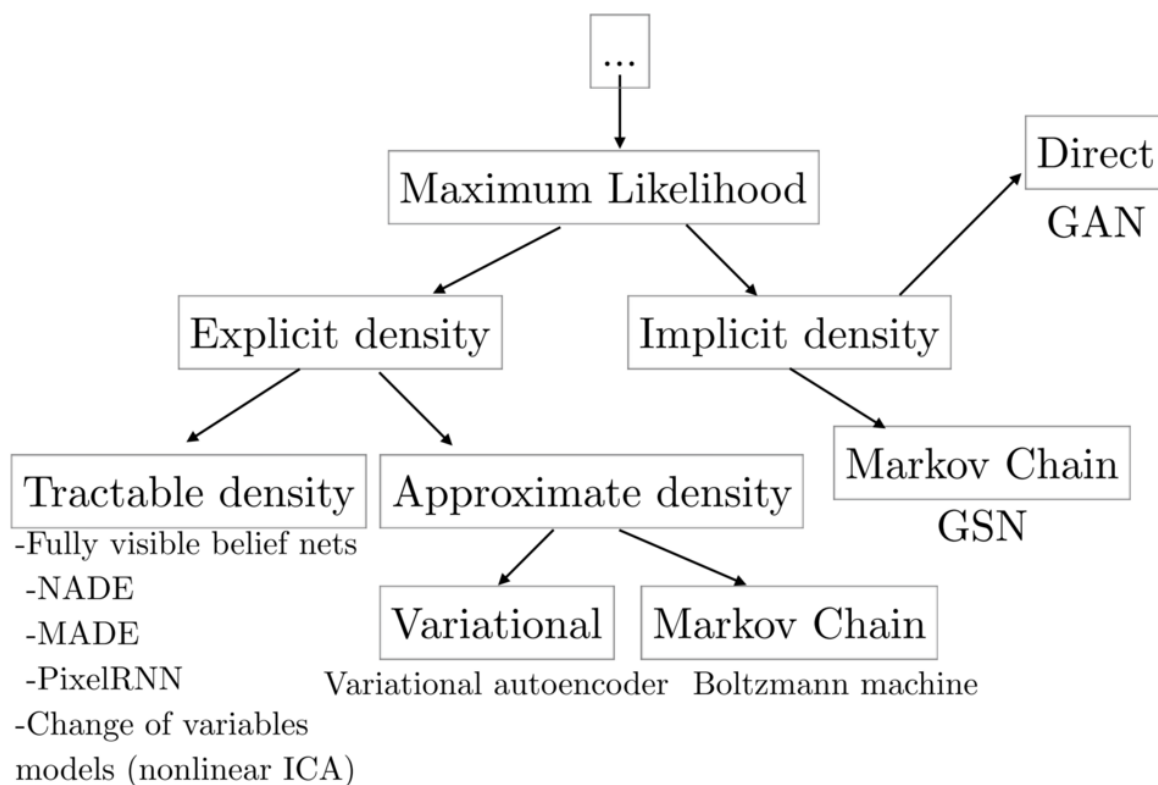 ...
Maximum Likelihood
Direct
GAN
Explicit density
Implicit density
Tractable density
-Fully visible belief nets
-NADE
-MADE
-PixelRNN
-Change of variables
models (nonlinear ICA)
Approximate density
Variational
Variational autoencoder
Markov Chain
Boltzmann machine
Markov Chain
GSN